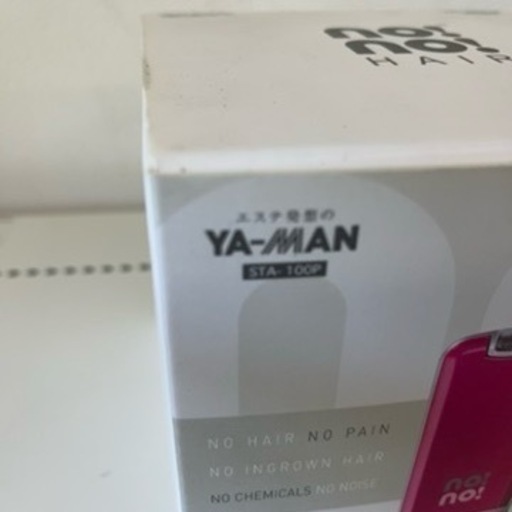 no!
no!
HAIR
エステ発想の
YA-MAN
STA-100P
NO HAIR NO PAIN
NO INGROWN HAIR
NO CHEMICALS NO NOISE
no!
no!